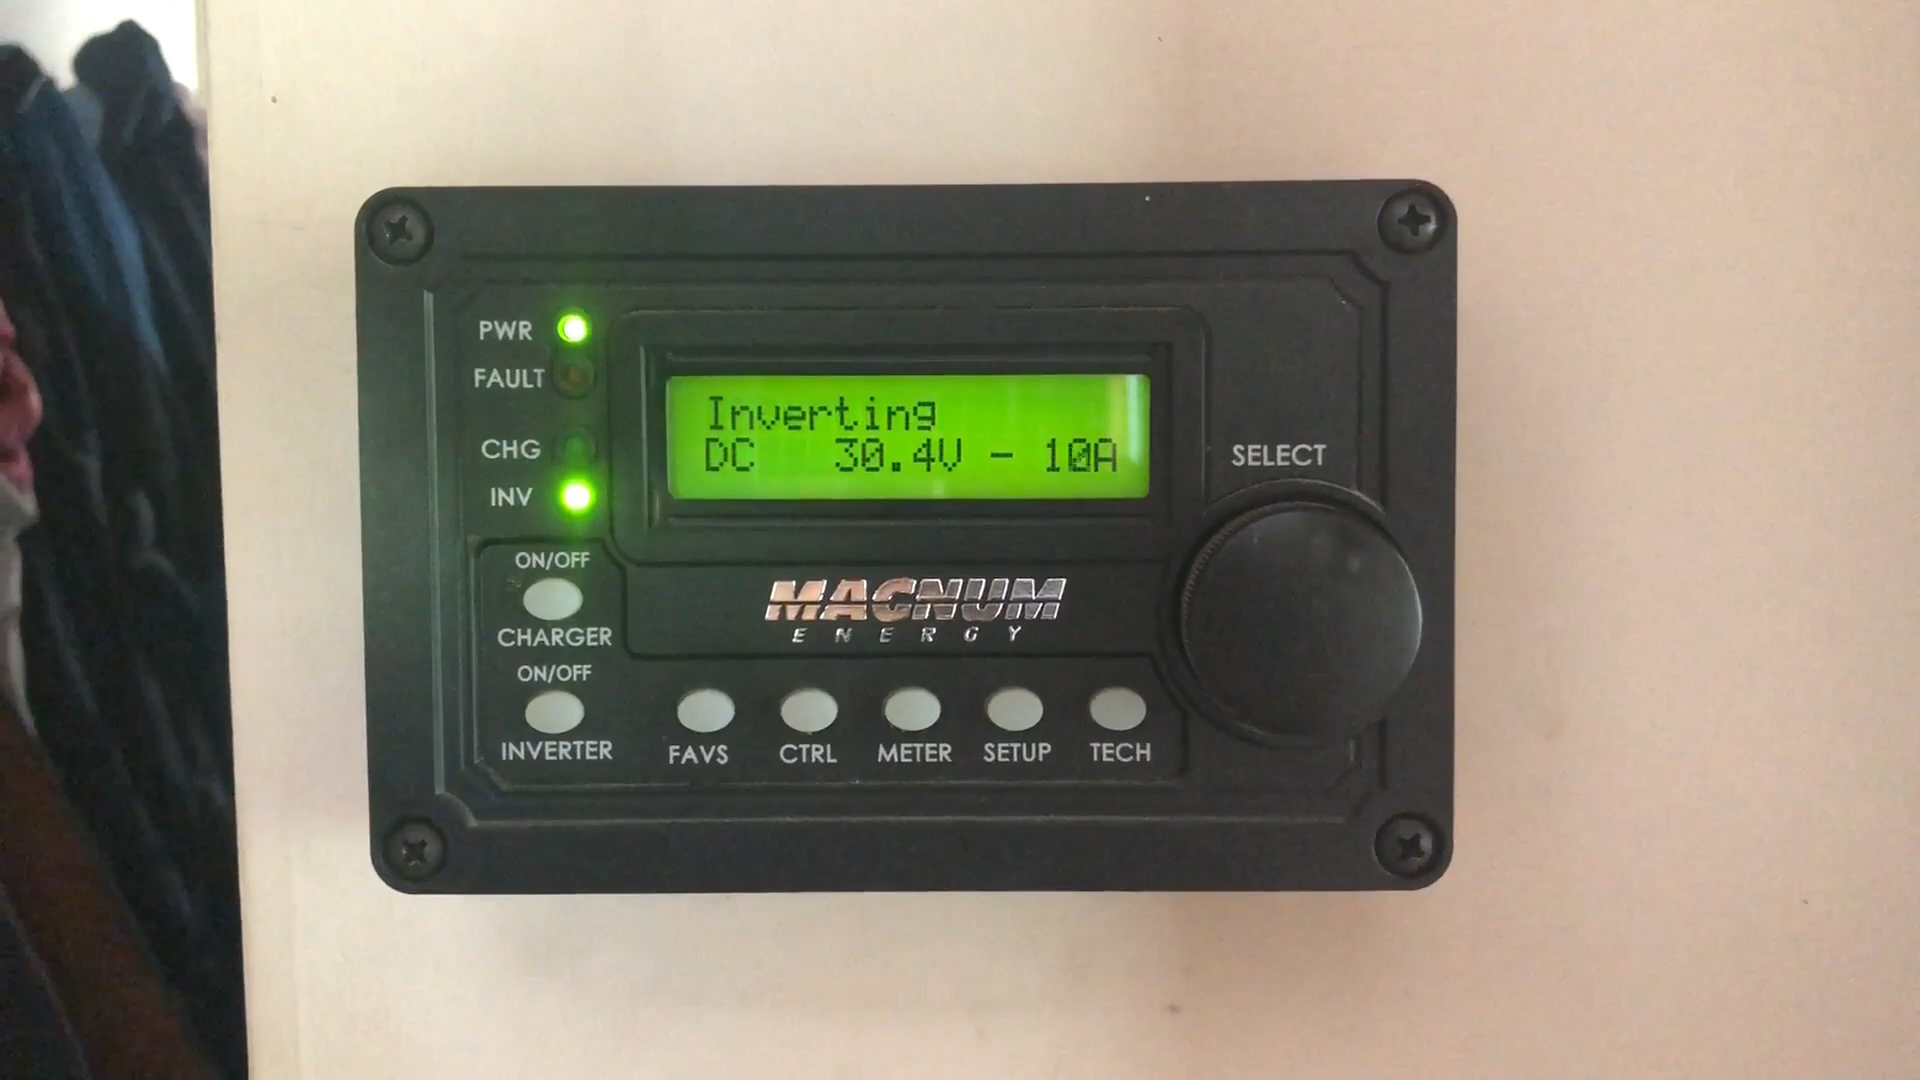 PWR
FAULT
CHG
INV
Inverting
DC 30.4V - 10A
SELECT
ON/OFF
CHARGER
ON/OFF
INVERTER
MAGNUM
ENERGY
FAVS
CTRL
METER
SETUP
TECH